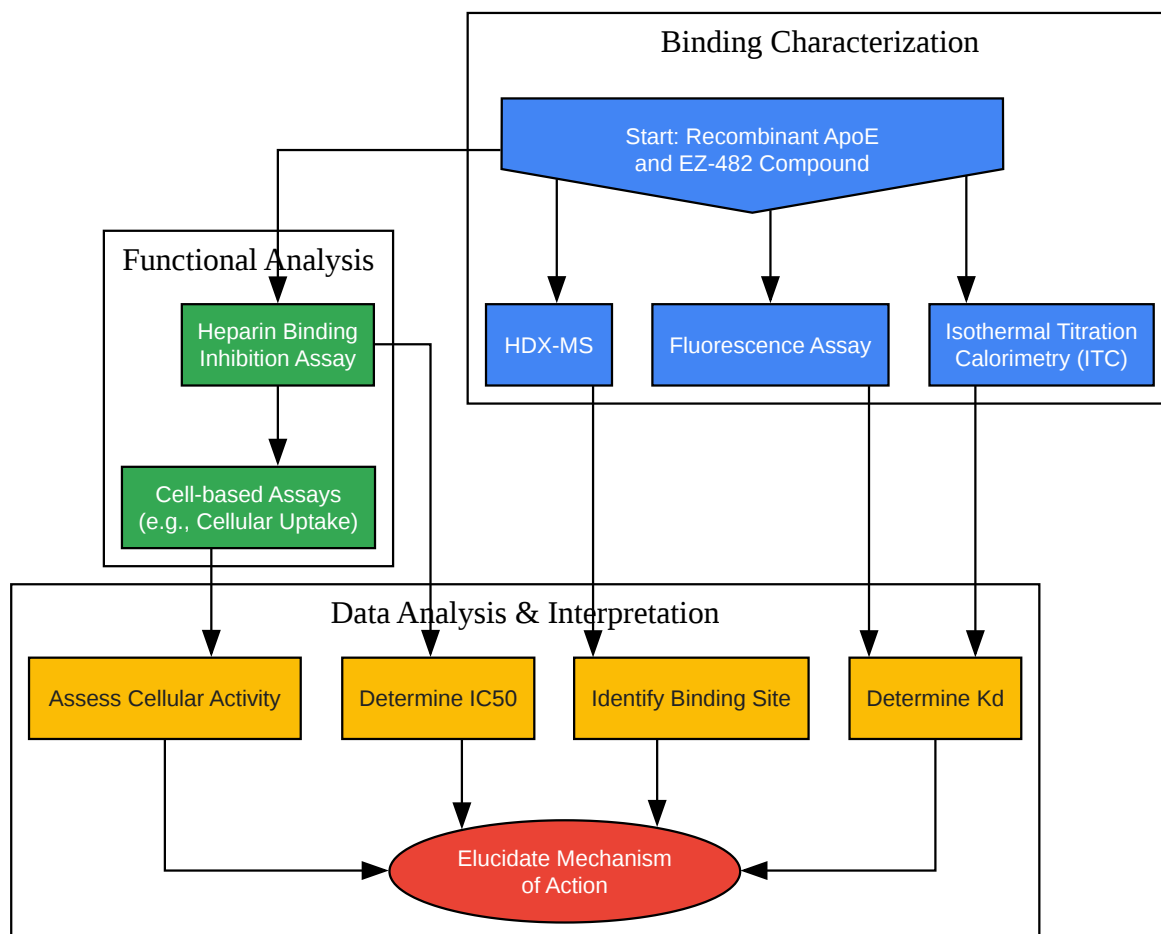 Binding Characterization
Start: Recombinant ApoE
and EZ-482 Compound
Functional Analysis
Heparin Binding
Inhibition Assay
HDX-MS
Fluorescence Assay
Isothermal Titration
Calorimetry (ITC)
Cell-based Assays
(e.g., Cellular Uptake)
Data Analysis & Interpretation
Assess Cellular Activity
Determine IC50
Identify Binding Site
Determine Kd
Elucidate Mechanism
of Action